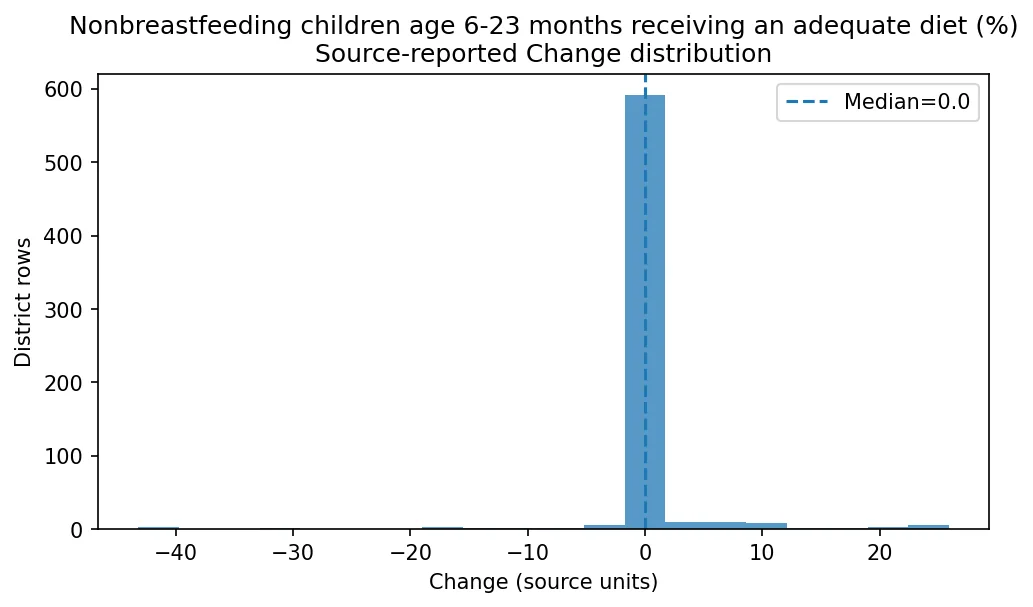 Nonbreastfeeding children age 6-23 months receiving an adequate diet (%)
Source-reported Change distribution
Median=0.0
District rows
600
500
400
300
200
100
0
−40
−30
−20
−10
0
10
20
Change (source units)